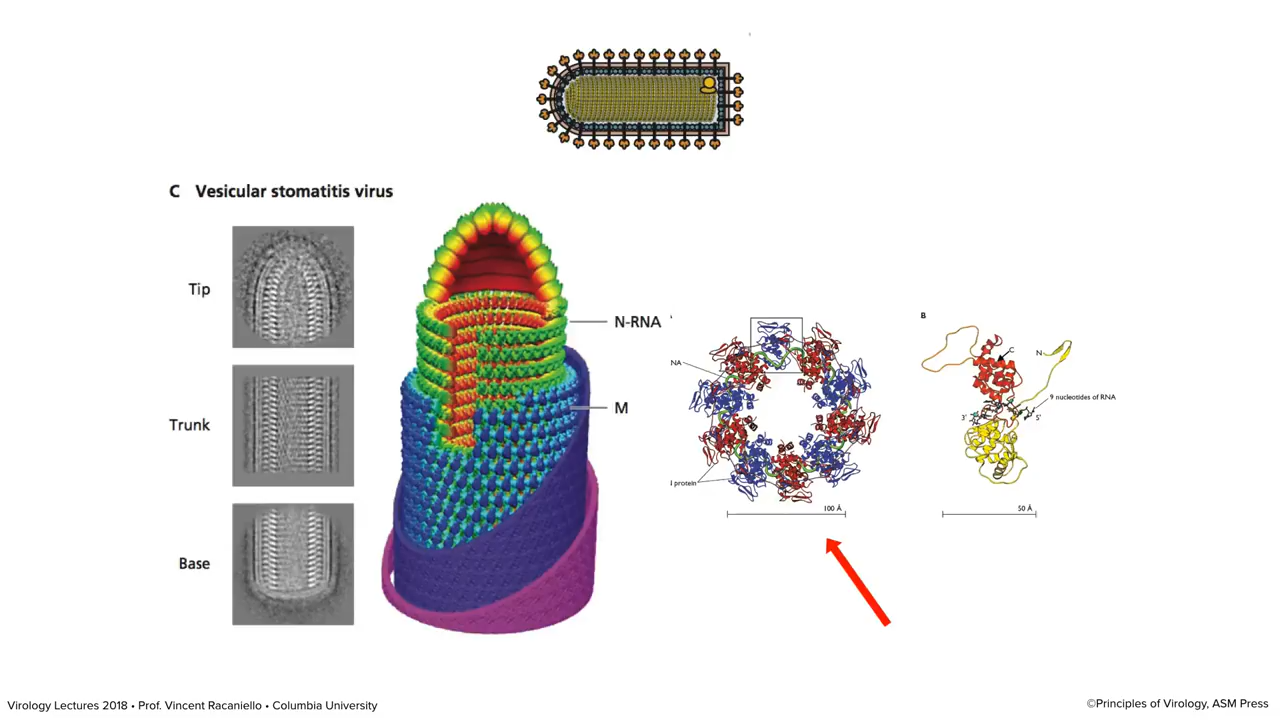 C Vesicular stomatitis virus
Tip
Trunk
Base
N-RNA
M
NA
l protein
100 Å
B
C
N
9 nucleotides of RNA
3'
5'
50 Å
Virology Lectures 2018 • Prof. Vincent Racaniello • Columbia University
©Principles of Virology, ASM Press